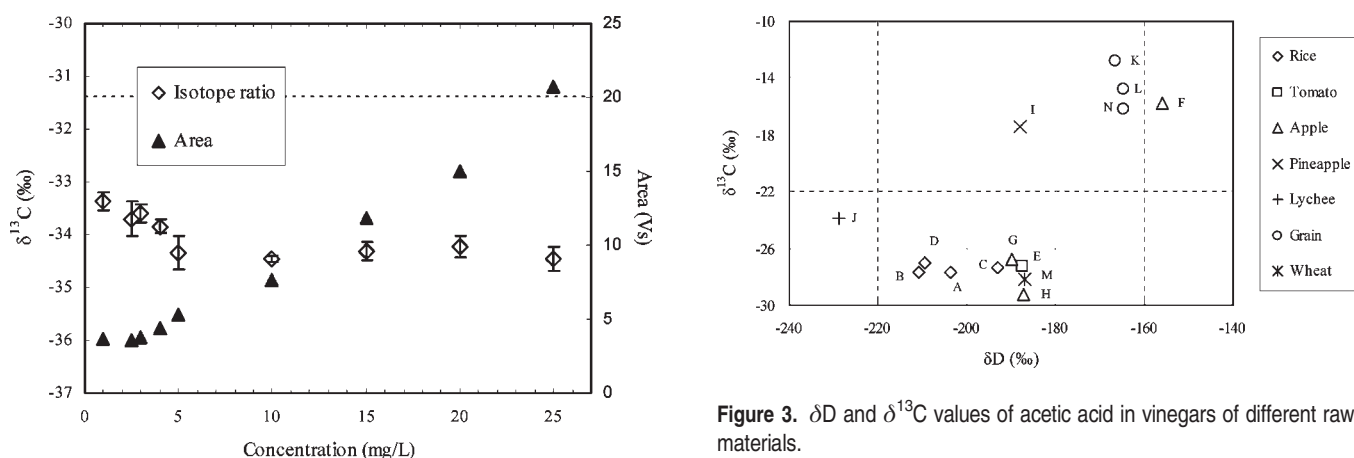 -30
-31
-32
-33
-34
-35
-36
-37
δ¹³C (‰)
Isotope ratio
Area
25
20
15
10
5
0
Area (Vs)
0 5 10 15 20 25
Concentration (mg/L)
-10
-14
-18
-22
-26
-30
δ¹³C (‰)
K
L
N
F
I
J
D
G
E
B
A
C
M
H
-240 -220 -200 -180 -160 -140
δD (‰)
Rice
Tomato
Apple
Pineapple
Lychee
Grain
Wheat
Figure 3. δD and δ¹³C values of acetic acid in vinegars of different raw
materials.